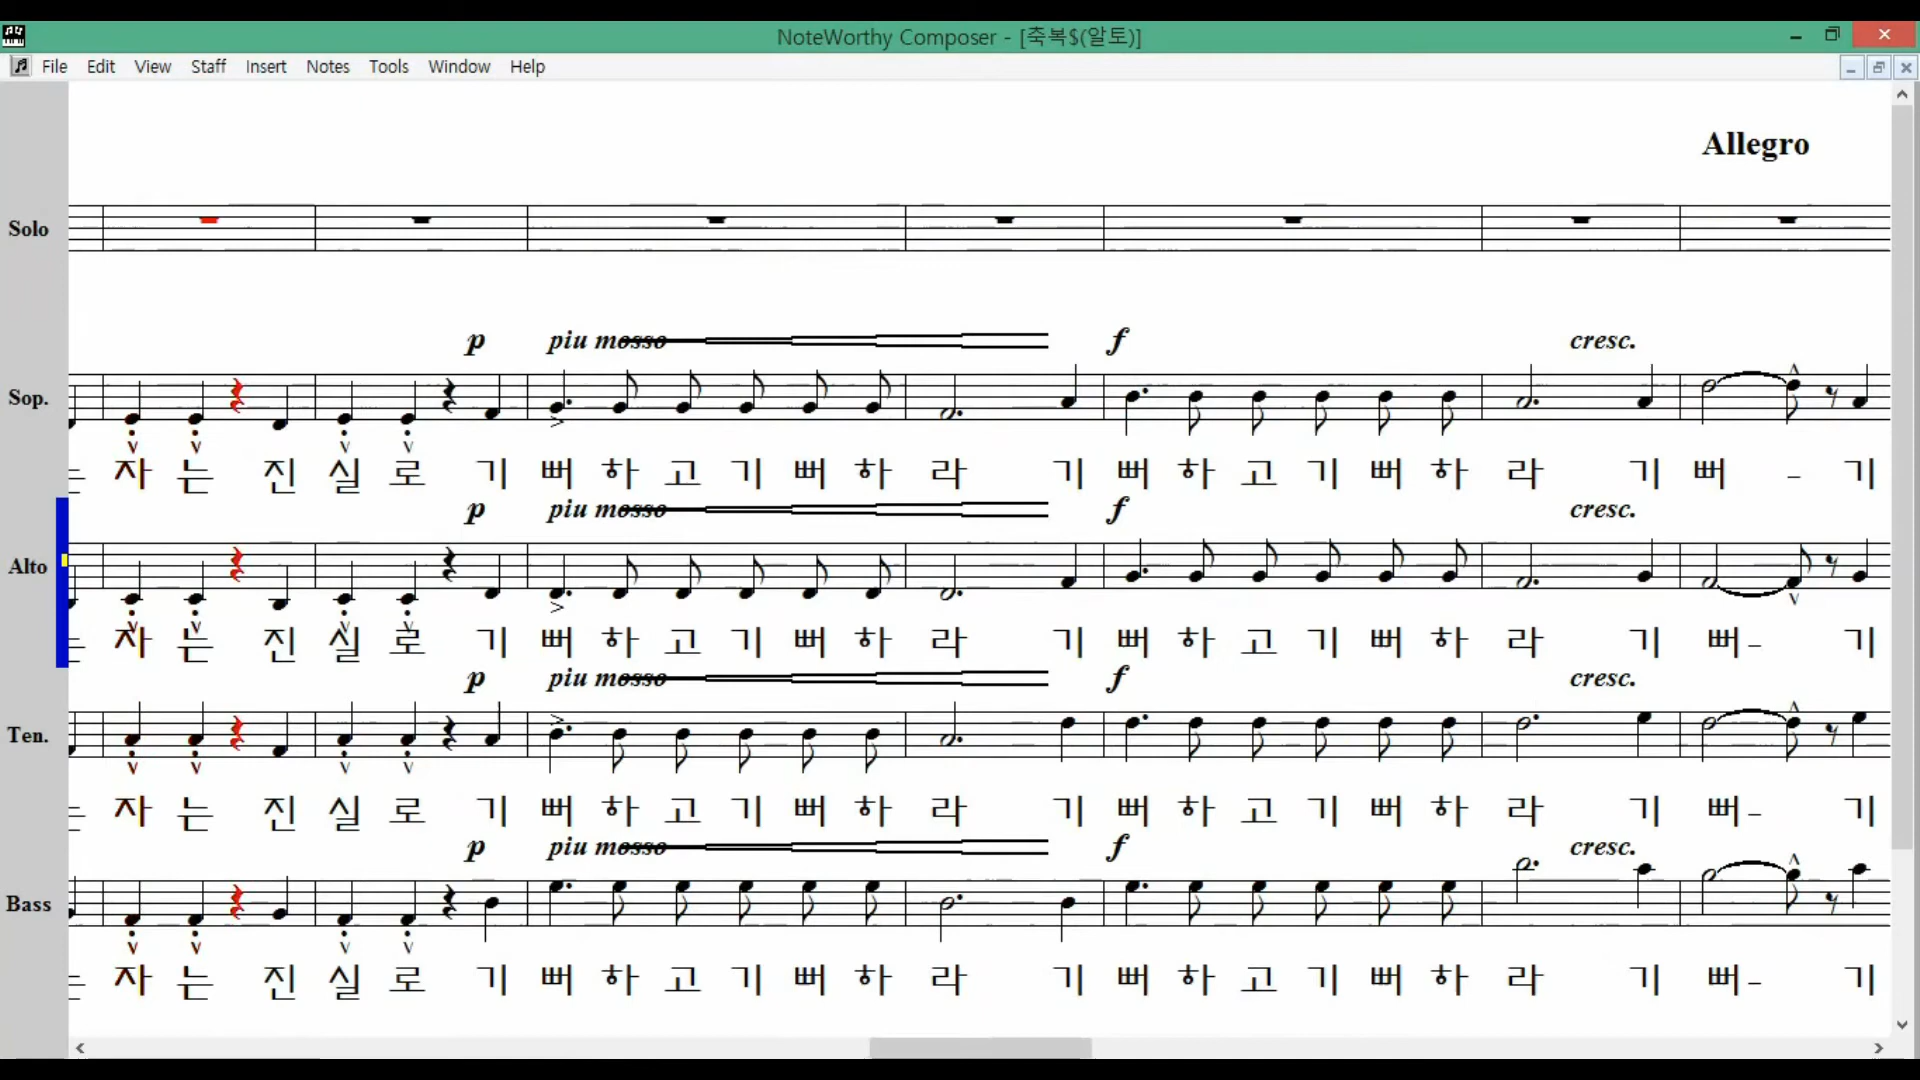 NoteWorthy Composer - [축복$(알토)]
File Edit View Staff Insert Notes Tools Window Help
Allegro
Solo
p piu mosso f cresc.
Sop.
는 자 는 진 실 로 기 뻐 하 고 기 뻐 하 라 기 뻐 하 고 기 뻐 하 라 기 뻐 - 기
p piu mosso f cresc.
Alto
는 자 는 진 실 로 기 뻐 하 고 기 뻐 하 라 기 뻐 하 고 기 뻐 하 라 기 뻐- 기
p piu mosso f cresc.
Ten.
는 자 는 진 실 로 기 뻐 하 고 기 뻐 하 라 기 뻐 하 고 기 뻐 하 라 기 뻐- 기
p piu mosso f cresc.
Bass
는 자 는 진 실 로 기 뻐 하 고 기 뻐 하 라 기 뻐 하 고 기 뻐 하 라 기 뻐- 기